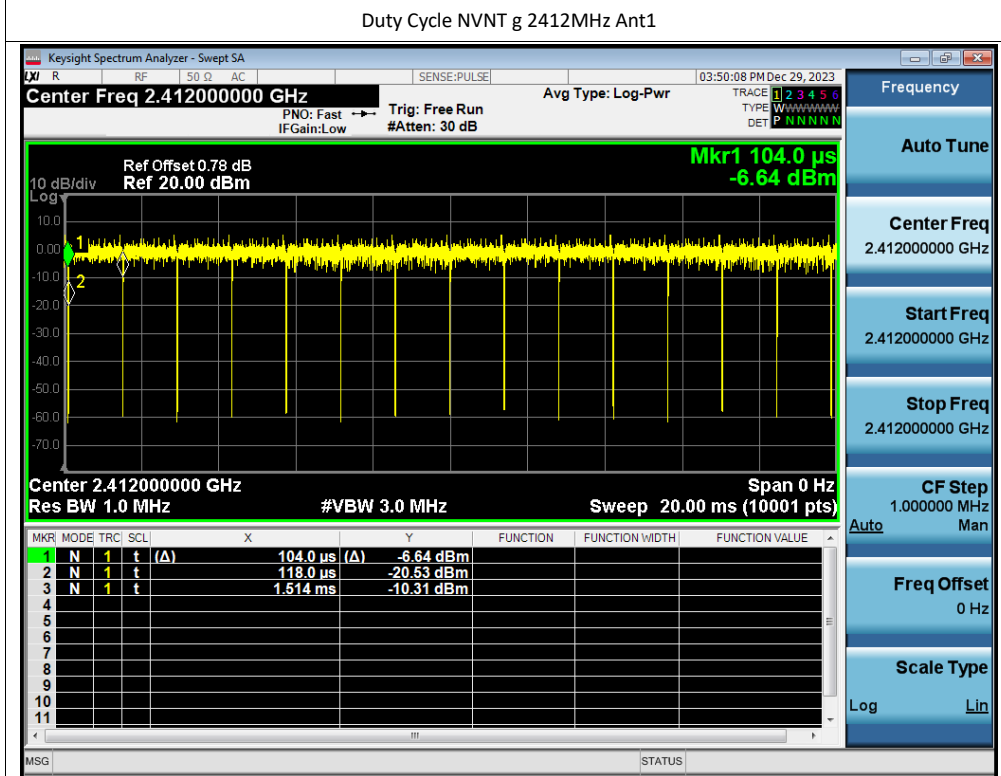 Duty Cycle NVNT g 2412MHz Ant1
Keysight Spectrum Analyzer - Swept SA
LXI R RF 50 Ω AC SENSE:PULSE 03:50:08 PM Dec 29, 2023
Center Freq 2.412000000 GHz Avg Type: Log-Pwr TRACE 1 2 3 4 5 6
PNO: Fast Trig: Free Run TYPE WWWWWWW
IFGain:Low #Atten: 30 dB DET P N N N N N
Frequency
Auto Tune
Center Freq
2.412000000 GHz
Start Freq
2.412000000 GHz
Stop Freq
2.412000000 GHz
CF Step
1.000000 MHz
Auto Man
Freq Offset
0 Hz
Scale Type
Log Lin
Mkr1 104.0 µs
-6.64 dBm
Ref Offset 0.78 dB
10 dB/div Ref 20.00 dBm
Log
10.0
0.00
-10.0
-20.0
-30.0
-40.0
-50.0
-60.0
-70.0
1
2
Center 2.412000000 GHz Span 0 Hz
Res BW 1.0 MHz #VBW 3.0 MHz Sweep 20.00 ms (10001 pts)
MKR MODE TRC SCL X Y FUNCTION FUNCTION WIDTH FUNCTION VALUE
1 N 1 t (Δ) 104.0 µs (Δ) -6.64 dBm
2 N 1 t 118.0 µs -20.53 dBm
3 N 1 t 1.514 ms -10.31 dBm
4
5
6
7
8
9
10
11
MSG STATUS